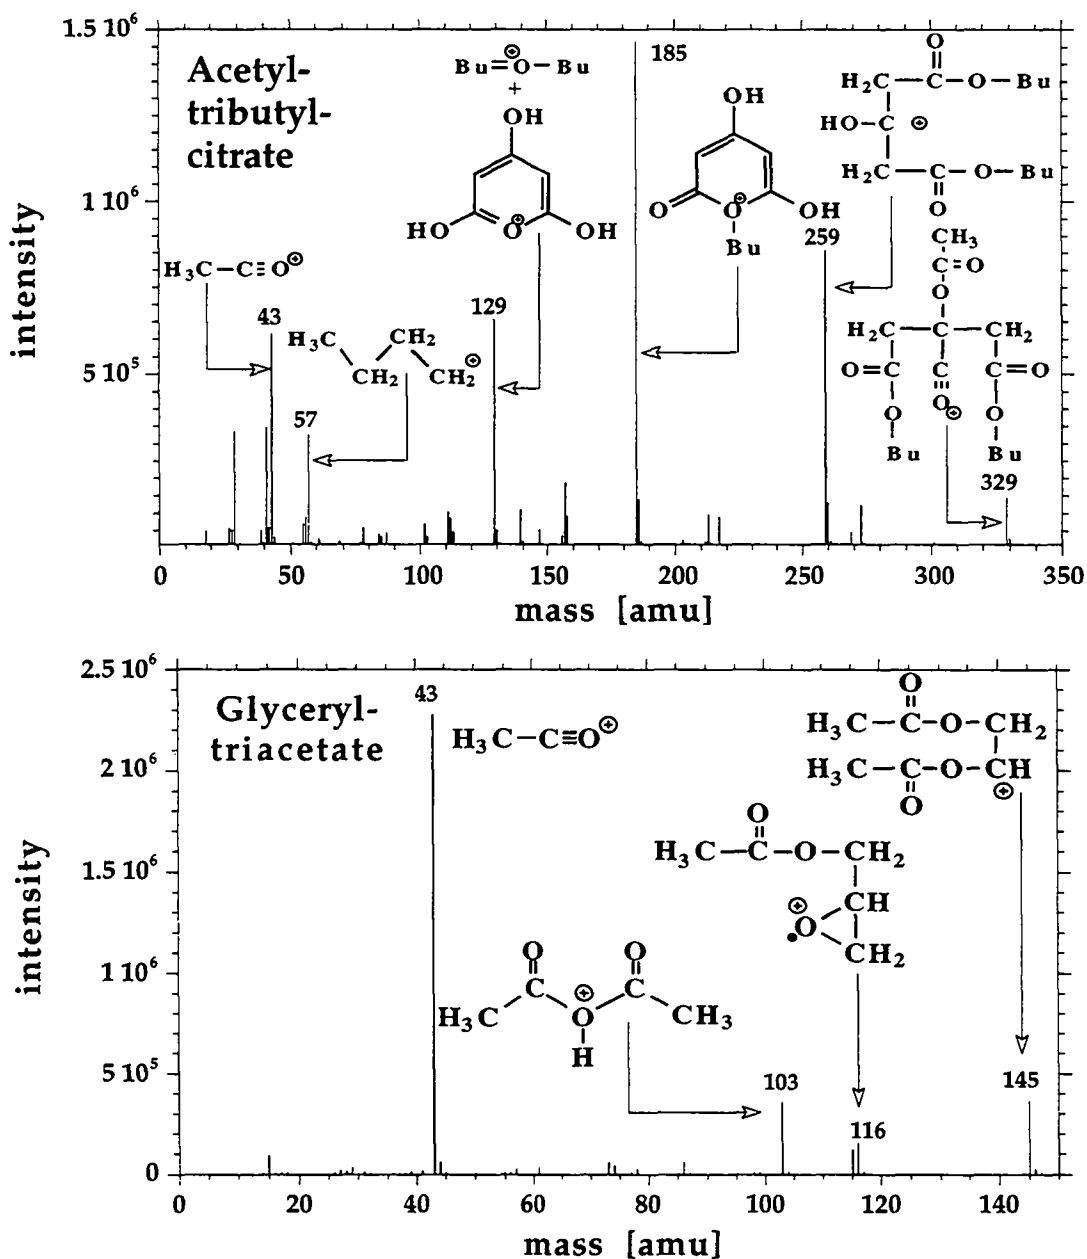 1.5 10⁶
1 10⁶
5 10⁵
intensity
Acetyl-
tributyl-
citrate
Bu=O⊕–Bu
+
OH
HO
O⊕
OH
H₃C–C≡O⊕
43
H₃C
CH₂
CH₂
CH₂⊕
57
129
185
OH
O
O⊕
OH
Bu
259
O
H₂C–C–O–Bu
HO–C ⊕
H₂C–C–O–Bu
O
CH₃
C=O
O
H₂C–C–CH₂
O=C C C=O
O O⊕ O
Bu Bu
329
0 50 100 150 200 250 300 350
mass [amu]
2.5 10⁶
2 10⁶
1.5 10⁶
1 10⁶
5 10⁵
0
intensity
Glyceryl-
triacetate
43
H₃C–C≡O⊕
O
H₃C–C–O–CH₂
H₃C–C–O–CH
O ⊕
O
H₃C–C–O–CH₂
⊕ CH
•O
CH₂
O O
C ⊕ C
H₃C O CH₃
H
103
116
145
0 20 40 60 80 100 120 140
mass [amu]